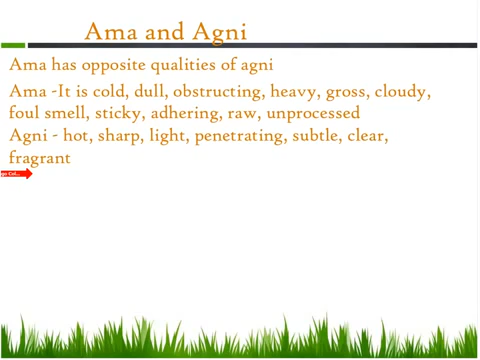 Ama and Agni
Ama has opposite qualities of agni
Ama -It is cold, dull, obstructing, heavy, gross, cloudy,
foul smell, sticky, adhering, raw, unprocessed
Agni - hot, sharp, light, penetrating, subtle, clear,
fragrant